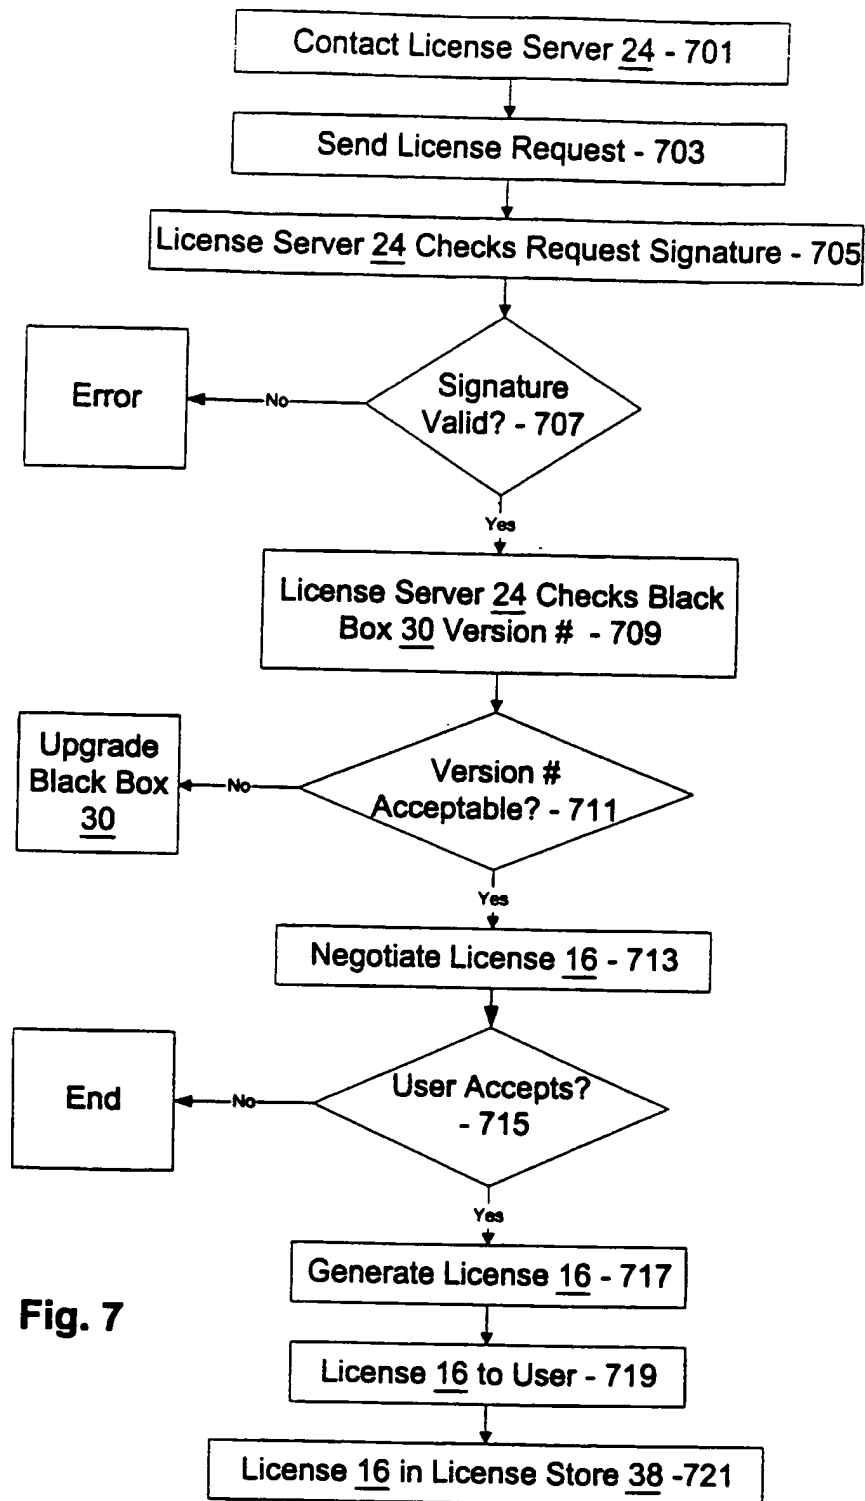 Contact License Server 24 - 701
Send License Request - 703
License Server 24 Checks Request Signature - 705
Signature
Valid? - 707
No
Error
Yes
License Server 24 Checks Black
Box 30 Version # - 709
Version #
Acceptable? - 711
No
Upgrade
Black Box
30
Yes
Negotiate License 16 - 713
User Accepts?
- 715
No
End
Yes
Generate License 16 - 717
Fig. 7
License 16 to User - 719
License 16 in License Store 38 -721